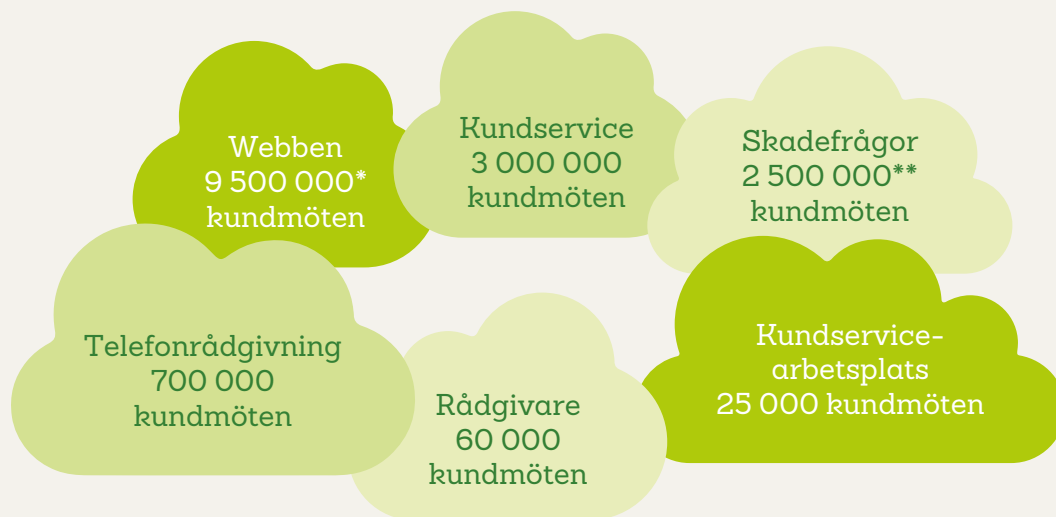 Webben
9 500 000*
kundmöten
Kundservice
3 000 000
kundmöten
Skadefrågor
2 500 000**
kundmöten
Telefonrådgivning
700 000
kundmöten
Rådgivare
60 000
kundmöten
Kundservice-
arbetsplats
25 000 kundmöten